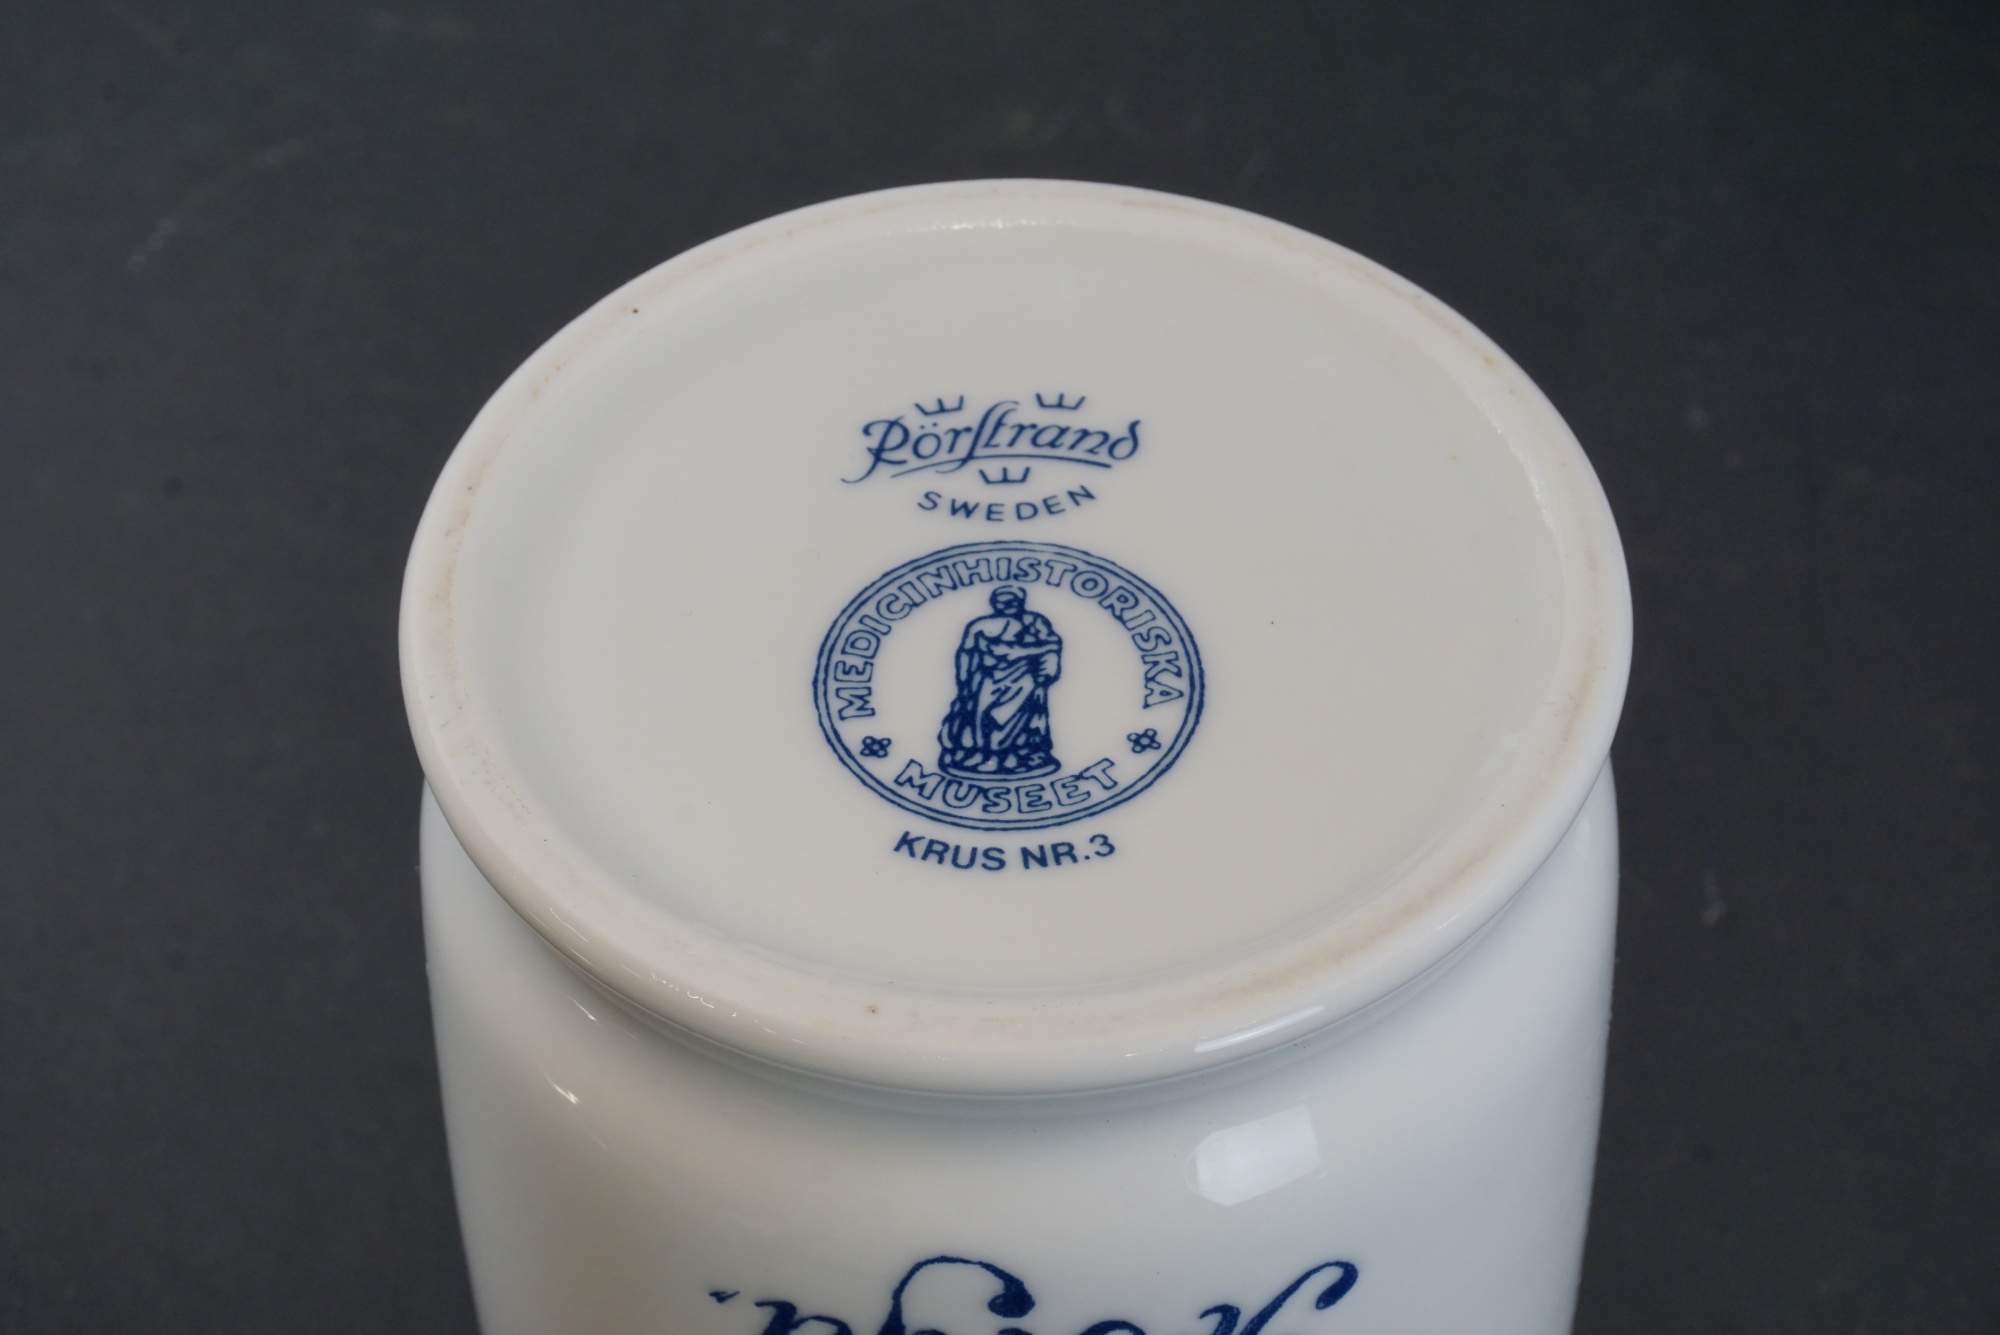 Rörstrand
SWEDEN
MEDICINHISTORISKA
MUSEET
KRUS NR.3